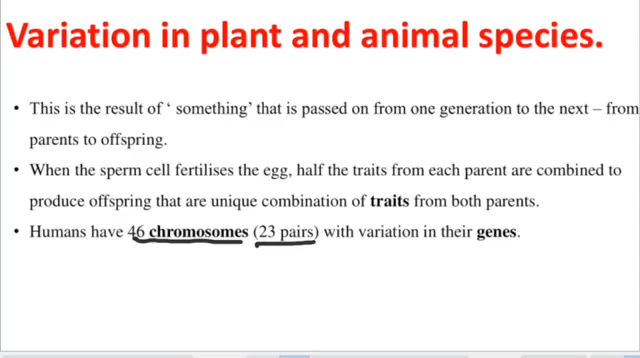 Variation in plant and animal species.
• This is the result of ‘ something’ that is passed on from one generation to the next – from
parents to offspring.
• When the sperm cell fertilises the egg, half the traits from each parent are combined to
produce offspring that are unique combination of traits from both parents.
• Humans have 46 chromosomes (23 pairs) with variation in their genes.